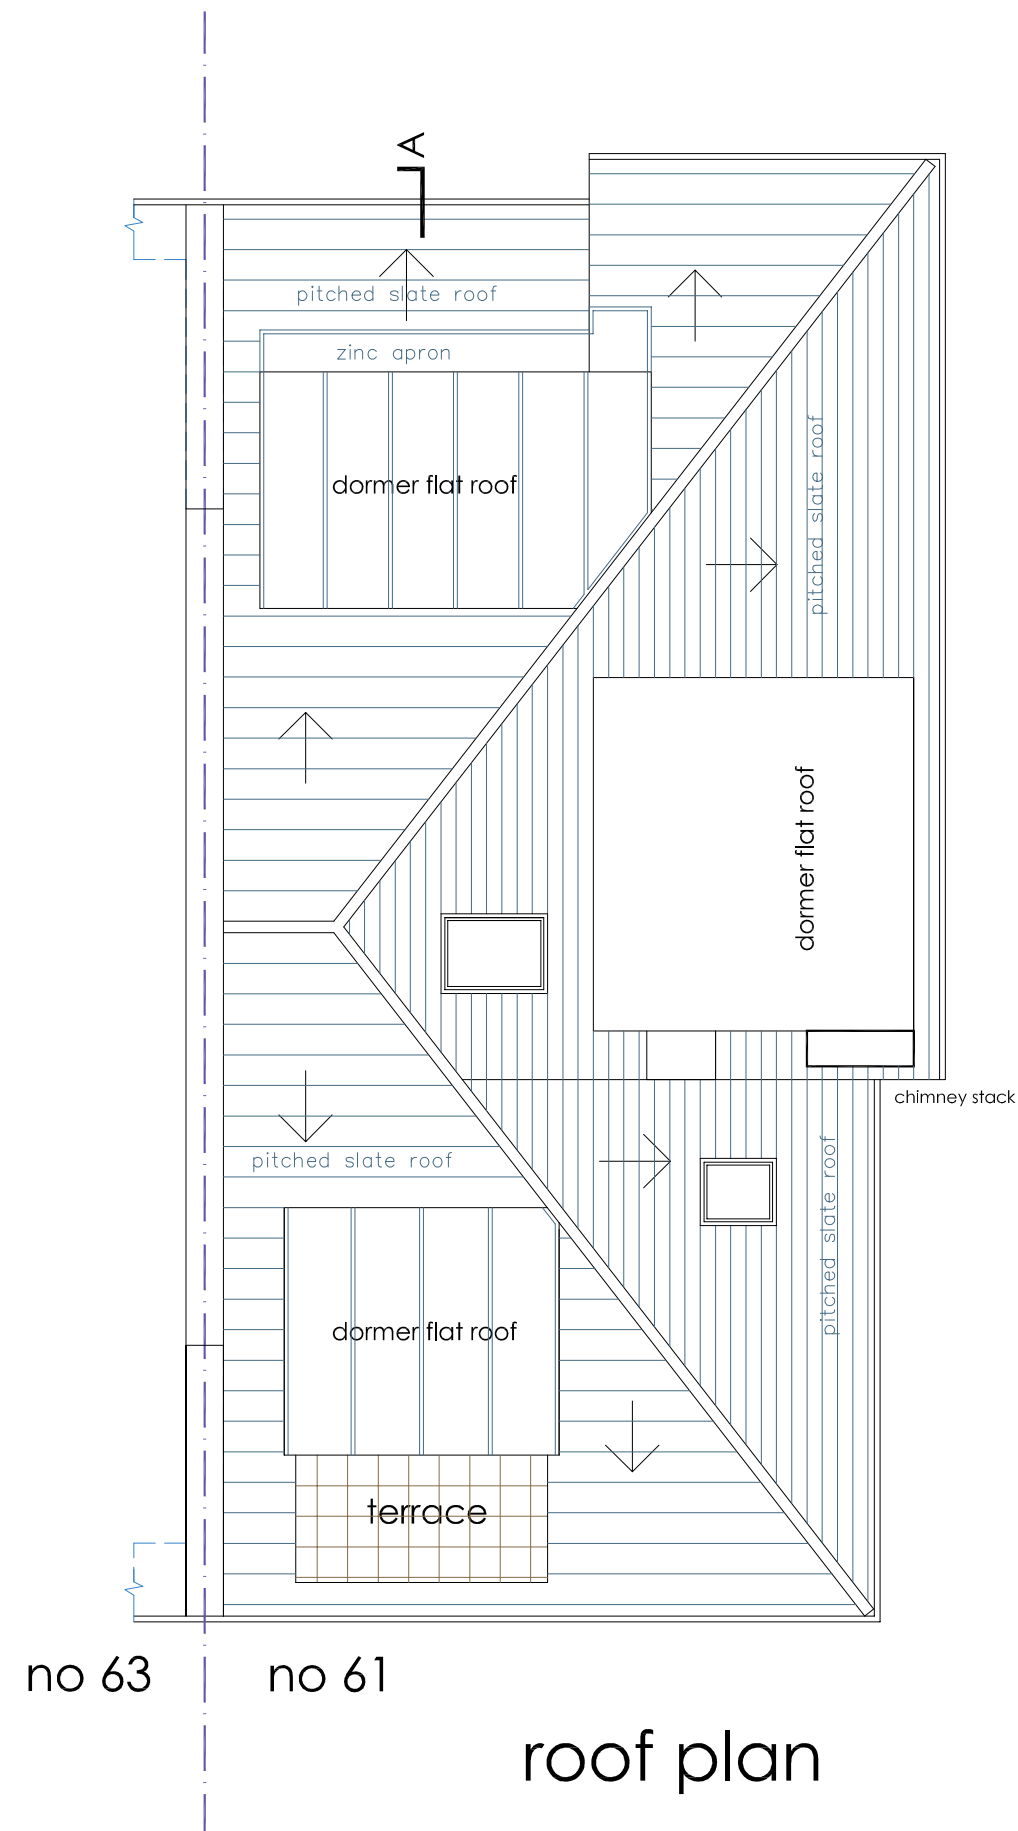 A
pitched slate roof
zinc apron
dormer flat roof
pitched slate roof
dormer flat roof
chimney stack
pitched slate roof
pitched slate roof
dormer flat roof
terrace
no 63
no 61
roof plan